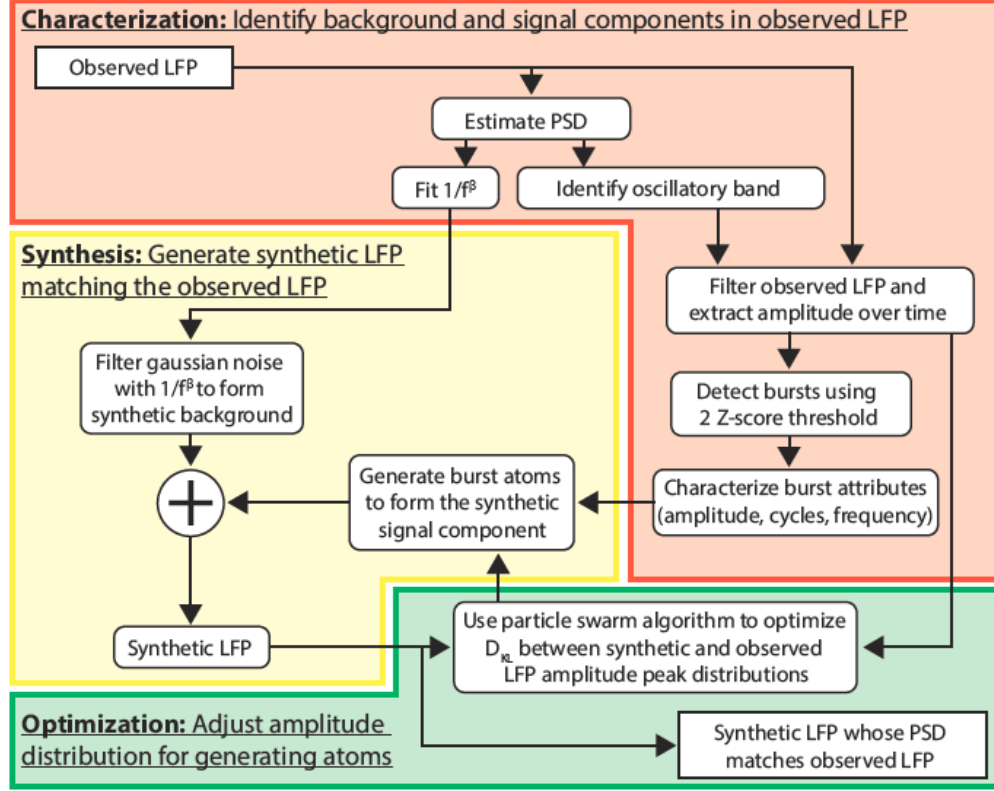 Characterization: Identify background and signal components in observed LFP
Observed LFP
Estimate PSD
Fit 1/fᵝ
Identify oscillatory band
Filter observed LFP and
extract amplitude over time
Detect bursts using
2 Z-score threshold
Characterize burst attributes
(amplitude, cycles, frequency)
Synthesis: Generate synthetic LFP
matching the observed LFP
Filter gaussian noise
with 1/fᵝ to form
synthetic background
Generate burst atoms
to form the synthetic
signal component
+
Synthetic LFP
Use particle swarm algorithm to optimize
D_KL between synthetic and observed
LFP amplitude peak distributions
Optimization: Adjust amplitude
distribution for generating atoms
Synthetic LFP whose PSD
matches observed LFP